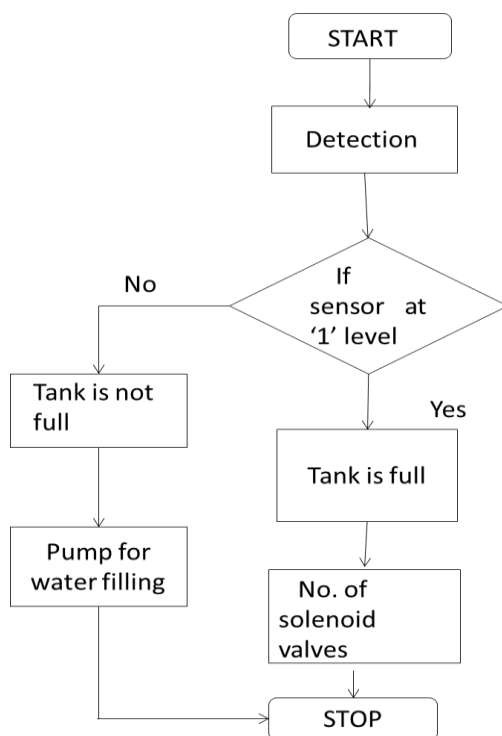 START
Detection
If
sensor at
‘1’ level
No
Yes
Tank is not
full
Tank is full
Pump for
water filling
No. of
solenoid
valves
STOP